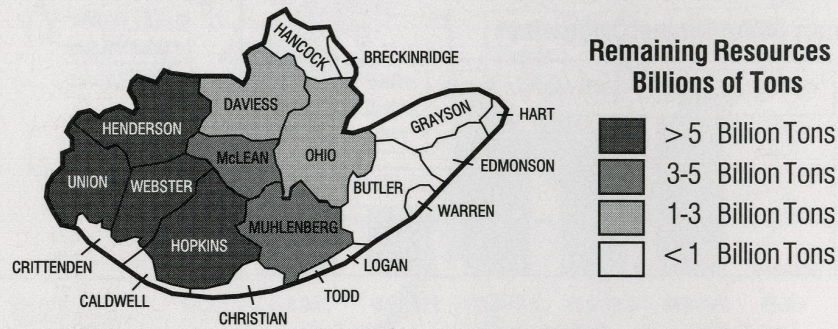 HANCOCK
BRECKINRIDGE
DAVIESS
GRAYSON
HART
HENDERSON
McLEAN
OHIO
EDMONSON
UNION
WEBSTER
BUTLER
WARREN
MUHLENBERG
HOPKINS
CRITTENDEN
LOGAN
CALDWELL
TODD
CHRISTIAN
Remaining Resources
Billions of Tons
> 5 Billion Tons
3-5 Billion Tons
1-3 Billion Tons
< 1 Billion Tons